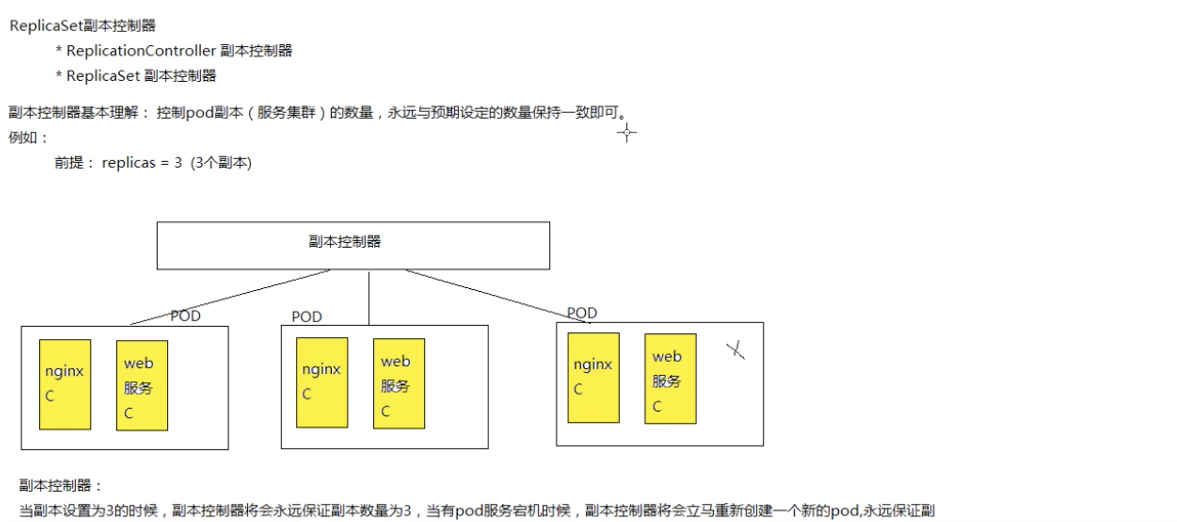 ReplicaSet副本控制器
* ReplicationController 副本控制器
* ReplicaSet 副本控制器
副本控制器基本理解： 控制pod副本（服务集群）的数量，永远与预期设定的数量保持一致即可。
例如：
前提： replicas = 3 (3个副本)
副本控制器
POD
nginx
C
web
服务
C
POD
nginx
C
web
服务
C
POD
nginx
C
web
服务
C
副本控制器：
当副本设置为3的时候，副本控制器将会永远保证副本数量为3，当有pod服务宕机时候，副本控制器将会立马重新创建一个新的pod,永远保证副